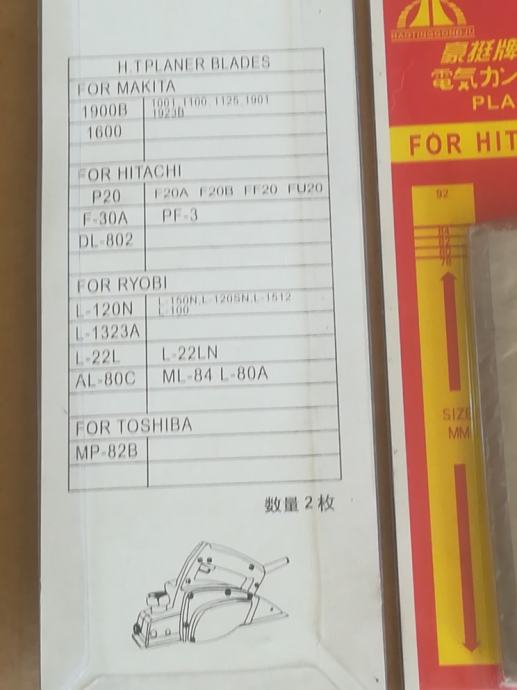 H.TPLANER BLADES
FOR MAKITA
1900B 1001,1100,1125,1901
1923B
1600
FOR HITACHI
P20 F20A F20B FF20 FU20
F-30A PF-3
DL-802
FOR RYOBI
L-120N L-150N,L-120SN,L-1512
L-100
L-1323A
L-22L L-22LN
AL-80C ML-84 L-80A
FOR TOSHIBA
MP-82B
数量2枚
HAOTINGGONGJU
豪挺牌
電気カン
PLA
FOR HIT
92
SIZE
MM